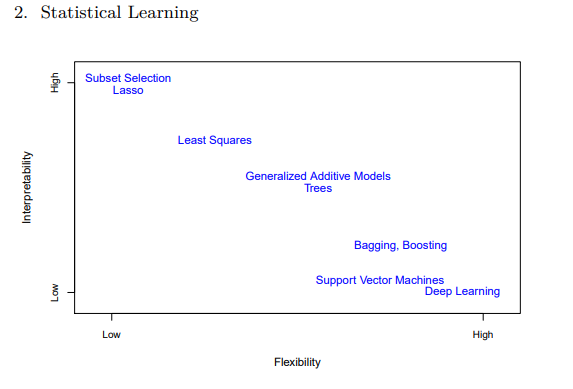 2. Statistical Learning
High
Subset Selection
Lasso
Least Squares
Interpretability
Generalized Additive Models
Trees
Bagging, Boosting
Support Vector Machines
Low
Deep Learning
Low
High
Flexibility